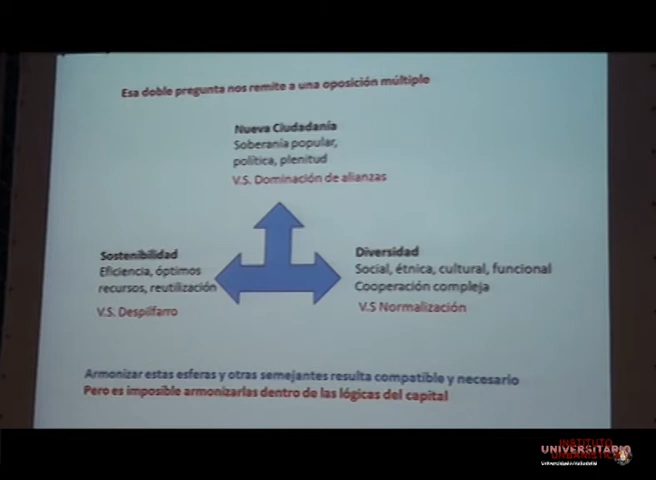 Esa doble pregunta nos remite a una oposición múltiple
Nueva Ciudadanía
Soberanía popular,
política, plenitud
V.S. Dominación de alianzas
Sostenibilidad
Eficiencia, óptimos
recursos, reutilización
V.S. Despilfarro
Diversidad
Social, étnica, cultural, funcional
Cooperación compleja
V.S Normalización
Armonizar estas esferas y otras semejantes resulta compatible y necesario
Pero es imposible armonizarlas dentro de las lógicas del capital
INSTITUTO
UNIVERSITARIO
UniversidaddeValladolid